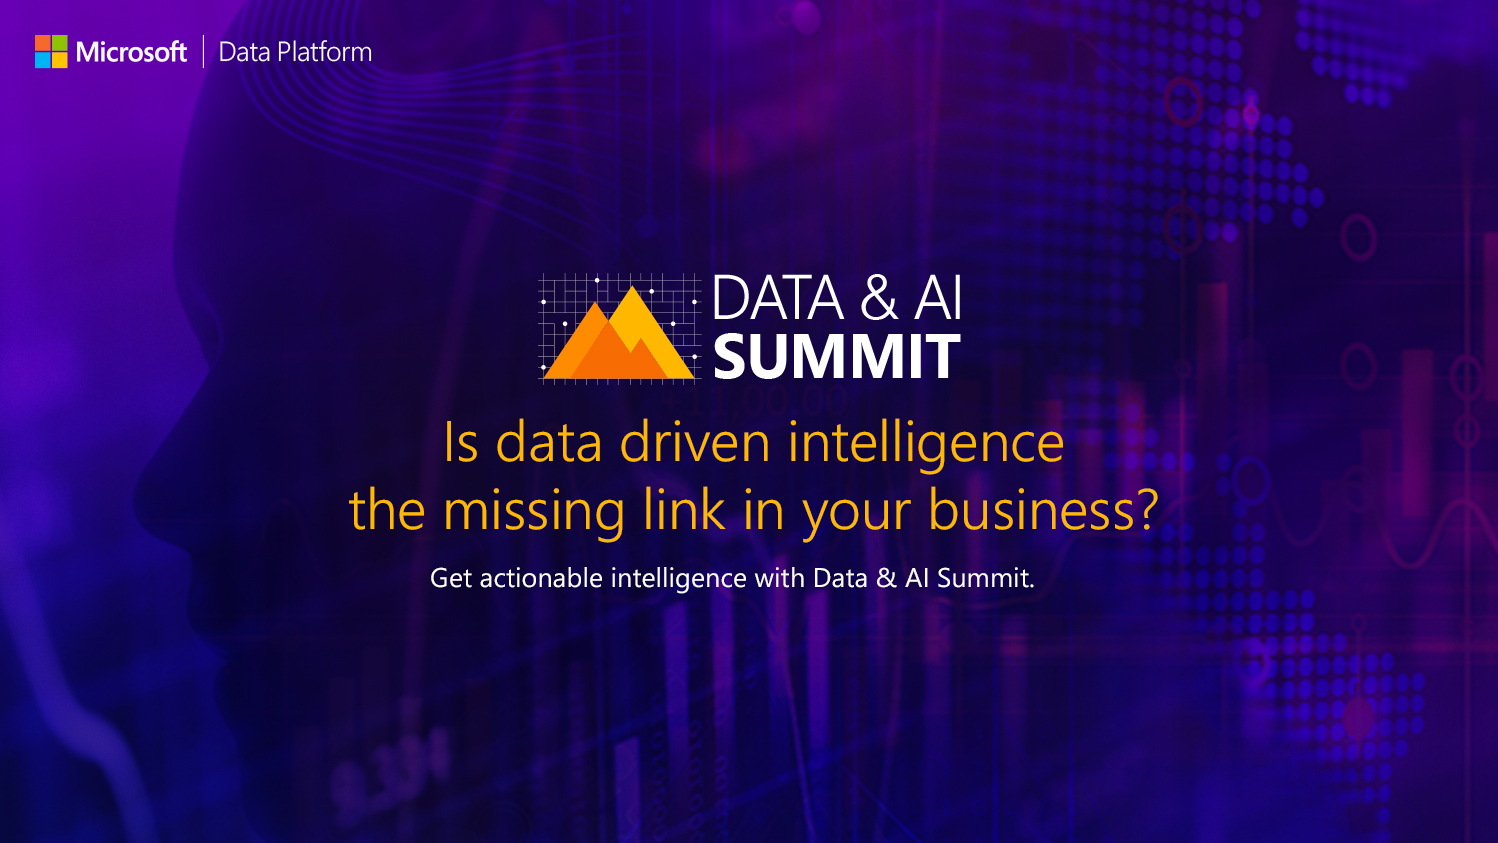 Microsoft | Data Platform
DATA & AI
SUMMIT
Is data driven intelligence
the missing link in your business?
Get actionable intelligence with Data & AI Summit.